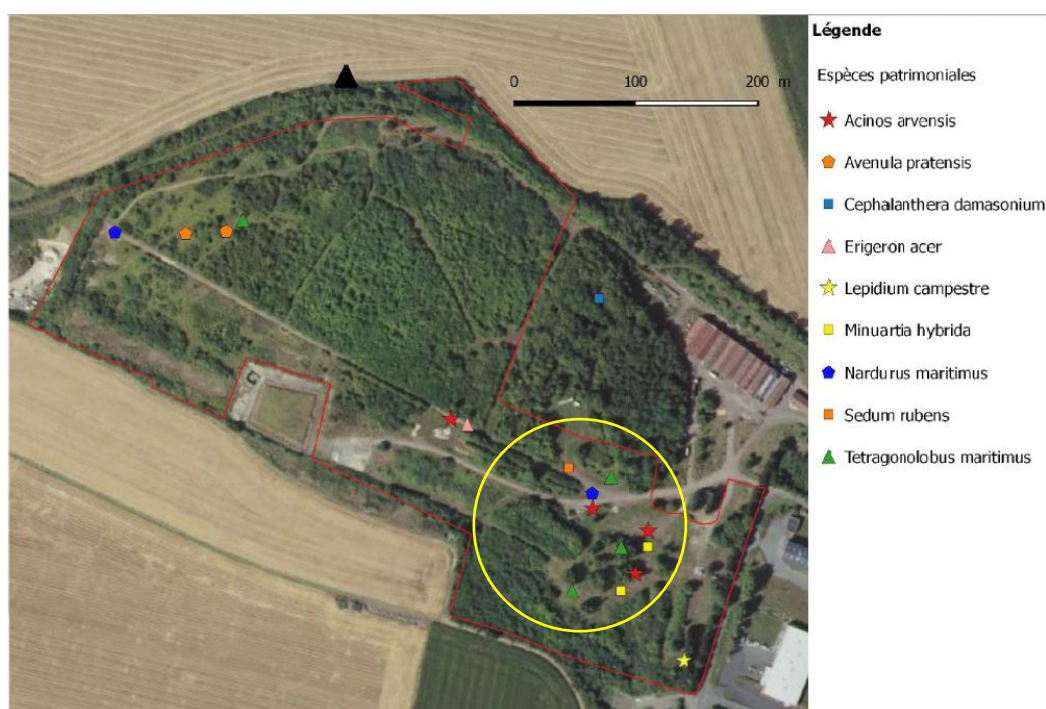 Légende
0 100 200 m
Espèces patrimoniales
Acinos arvensis
Avenula pratensis
Cephalanthera damasonium
Erigeron acer
Lepidium campestre
Minuartia hybrida
Nardurus maritimus
Sedum rubens
Tetragonolobus maritimus